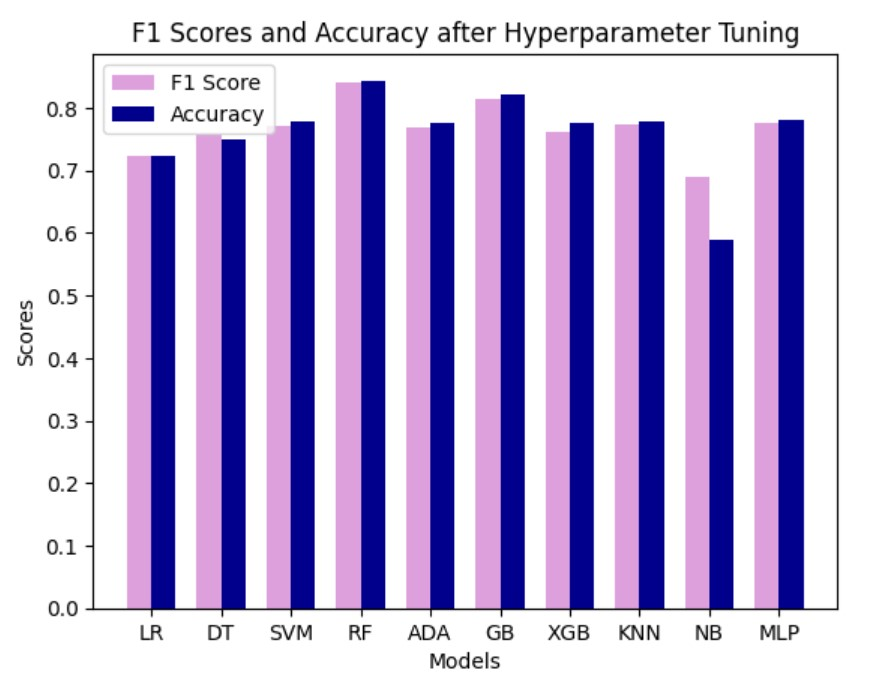 F1 Scores and Accuracy after Hyperparameter Tuning
F1 Score
Accuracy
0.8
0.7
0.6
0.5
0.4
0.3
0.2
0.1
0.0
Scores
LR DT SVM RF ADA GB XGB KNN NB MLP
Models